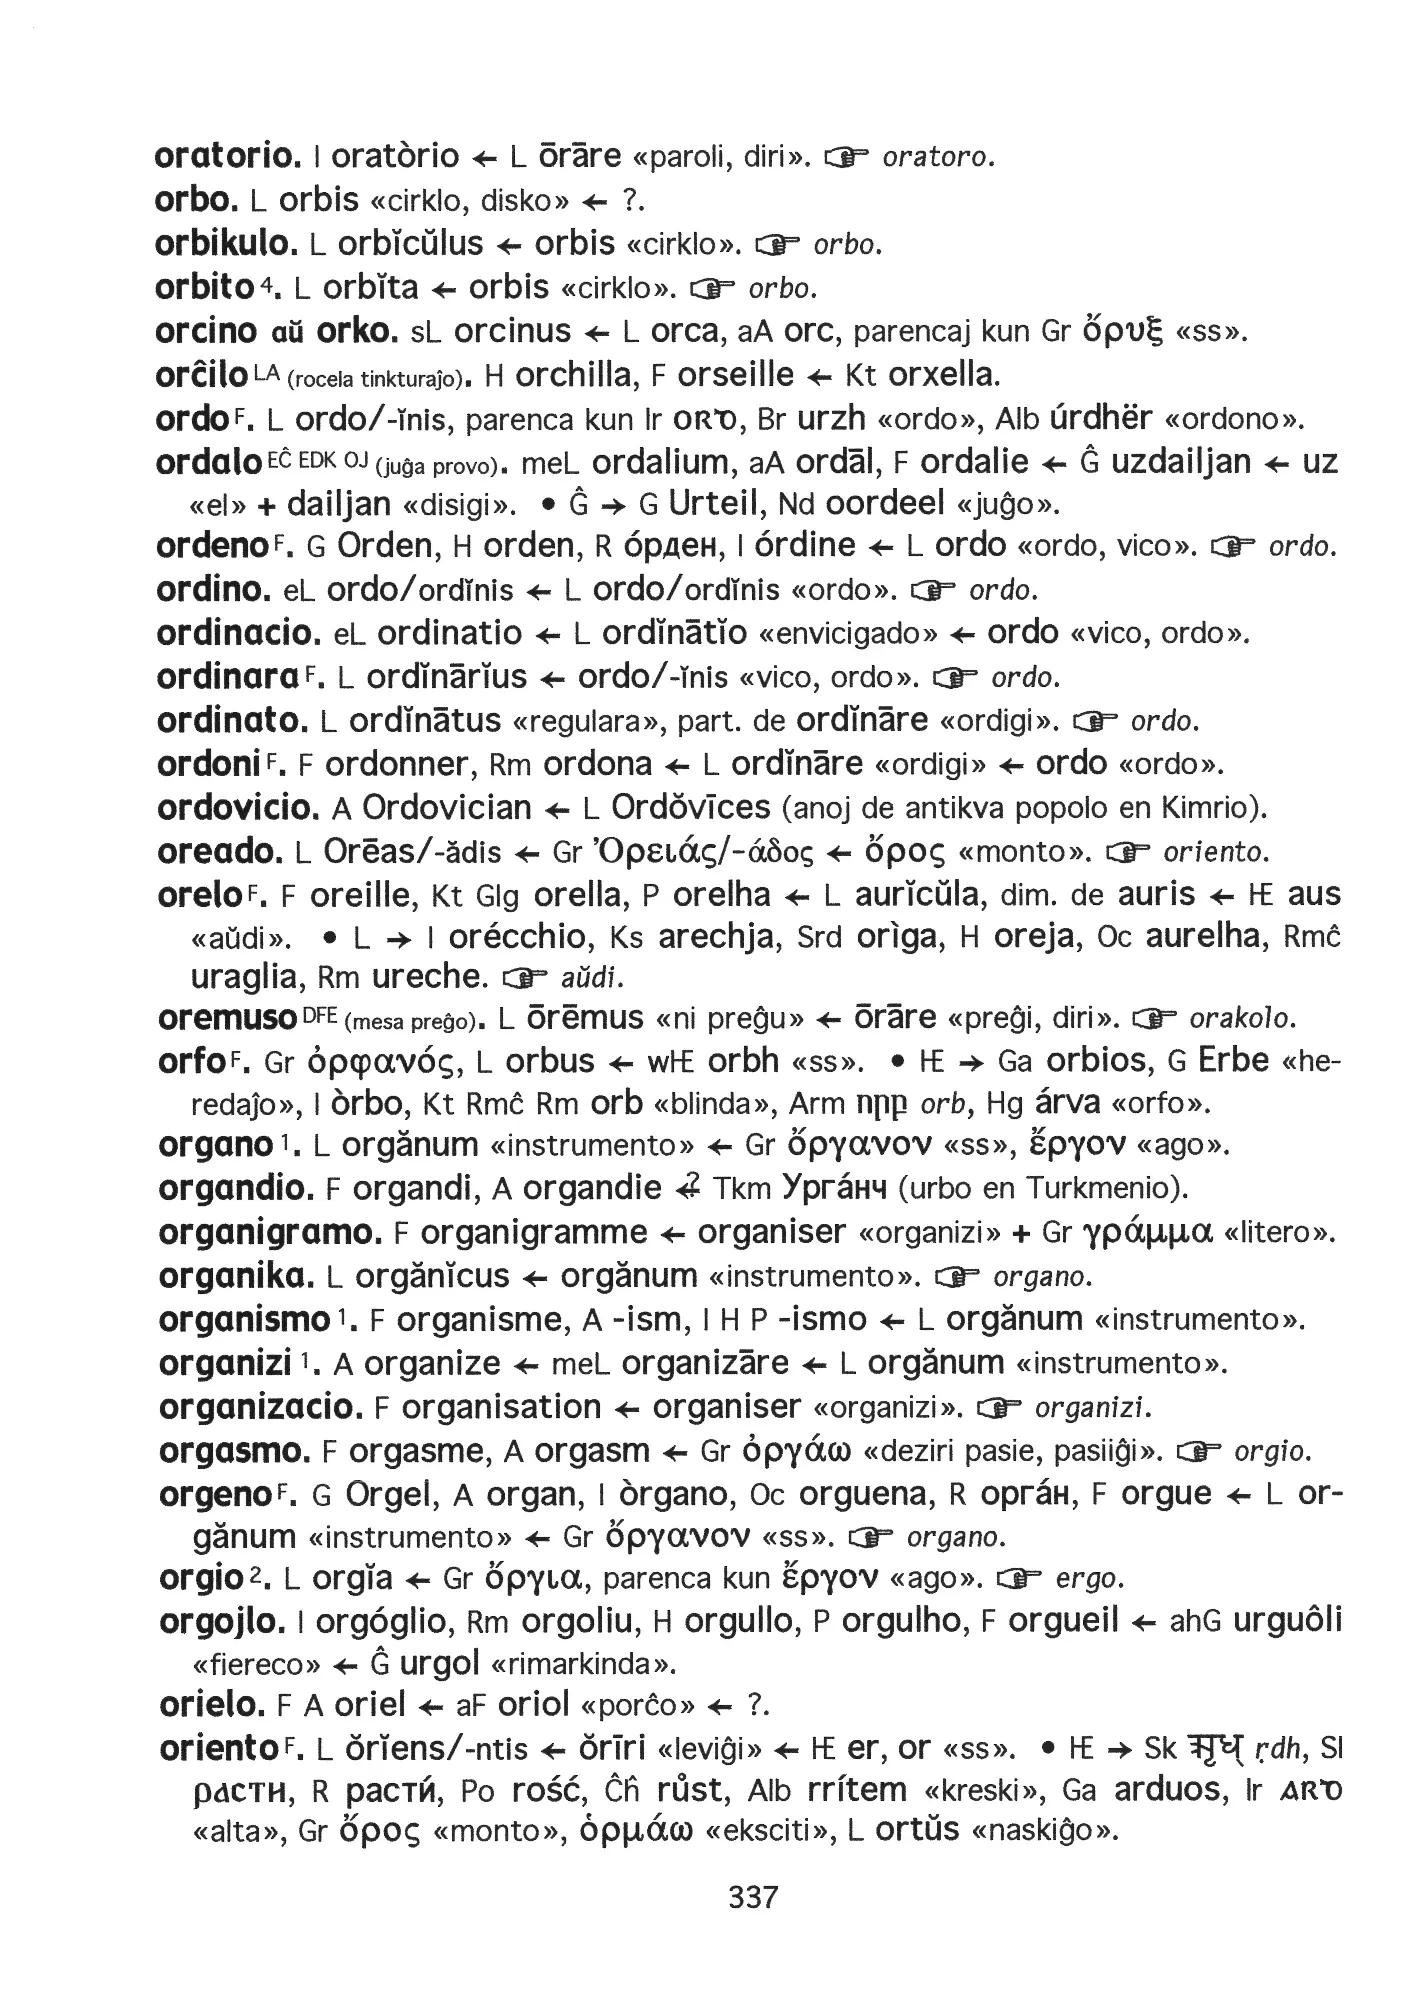 oratorio. I oratòrio ← L ōrāre «paroli, diri». ☞ oratoro.
orbo. L orbis «cirklo, disko» ← ?.
orbikulo. L orbĭcŭlus ← orbis «cirklo». ☞ orbo.
orbito⁴. L orbĭta ← orbis «cirklo». ☞ orbo.
orcino aŭ orko. sL orcinus ← L orca, aA orc, parencaj kun Gr ὄρυξ «ss».
orĉilo LA (rocela tinkturaĵo). H orchilla, F orseille ← Kt orxella.
ordo F. L ordo/-ĭnis, parenca kun Ir orꝺ, Br urzh «ordo», Alb úrdhër «ordono».
ordalo EĈ EDK OJ (juĝa provo). meL ordalium, aA ordāl, F ordalie ← Ĝ uzdailjan ← uz
«el» + dailjan «disigi». • Ĝ → G Urteil, Nd oordeel «juĝo».
ordeno F. G Orden, H orden, R óрден, I órdine ← L ordo «ordo, vico». ☞ ordo.
ordino. eL ordo/ordĭnis ← L ordo/ordĭnis «ordo». ☞ ordo.
ordinacio. eL ordinatio ← L ordĭnātĭo «envicigado» ← ordo «vico, ordo».
ordinara F. L ordĭnārĭus ← ordo/-ĭnis «vico, ordo». ☞ ordo.
ordinato. L ordĭnātus «regulara», part. de ordĭnāre «ordigi». ☞ ordo.
ordoni F. F ordonner, Rm ordona ← L ordĭnāre «ordigi» ← ordo «ordo».
ordovicio. A Ordovician ← L Ordŏvīces (anoj de antikva popolo en Kimrio).
oreado. L Orēas/-ădis ← Gr Ὀρειάς/-άδος ← ὄρος «monto». ☞ oriento.
orelo F. F oreille, Kt Glg orella, P orelha ← L aurĭcŭla, dim. de auris ← HE aus
«aŭdi». • L → I orécchio, Ks arechja, Srd orìga, H oreja, Oc aurelha, Rmĉ
uraglia, Rm ureche. ☞ aŭdi.
oremuso DFE (mesa preĝo). L ōrēmus «ni preĝu» ← ōrāre «preĝi, diri». ☞ orakolo.
orfo F. Gr ὀρφανός, L orbus ← wHE orbh «ss». • HE → Ga orbios, G Erbe «he-
redaĵo», I òrbo, Kt Rmĉ Rm orb «blinda», Arm որբ orb, Hg árva «orfo».
organo¹. L orgănum «instrumento» ← Gr ὄργανον «ss», ἔργον «ago».
organdio. F organdi, A organdie ←? Tkm Ургáнч (urbo en Turkmenio).
organigramo. F organigramme ← organiser «organizi» + Gr γράμμα «litero».
organika. L orgănĭcus ← orgănum «instrumento». ☞ organo.
organismo¹. F organisme, A -ism, I H P -ismo ← L orgănum «instrumento».
organizi¹. A organize ← meL organizāre ← L orgănum «instrumento».
organizacio. F organisation ← organiser «organizi». ☞ organizi.
orgasmo. F orgasme, A orgasm ← Gr ὀργάω «deziri pasie, pasiiĝi». ☞ orgio.
orgeno F. G Orgel, A organ, I òrgano, Oc orguena, R оргáн, F orgue ← L or-
gănum «instrumento» ← Gr ὄργανον «ss». ☞ organo.
orgio². L orgĭa ← Gr ὄργια, parenca kun ἔργον «ago». ☞ ergo.
orgojlo. I orgóglio, Rm orgoliu, H orgullo, P orgulho, F orgueil ← ahG urguôli
«fiereco» ← Ĝ urgol «rimarkinda».
orielo. F A oriel ← aF oriol «porĉo» ← ?.
oriento F. L ŏrĭens/-ntis ← ŏrīri «leviĝi» ← HE er, or «ss». • HE → Sk ऋध् ṛdh, Sl
расти, R растй, Po rość, Ĉĥ růst, Alb rrítem «kreski», Ga arduos, Ir arꝺ
«alta», Gr ὄρος «monto», ὁρμάω «eksciti», L ortŭs «naskiĝo».
337